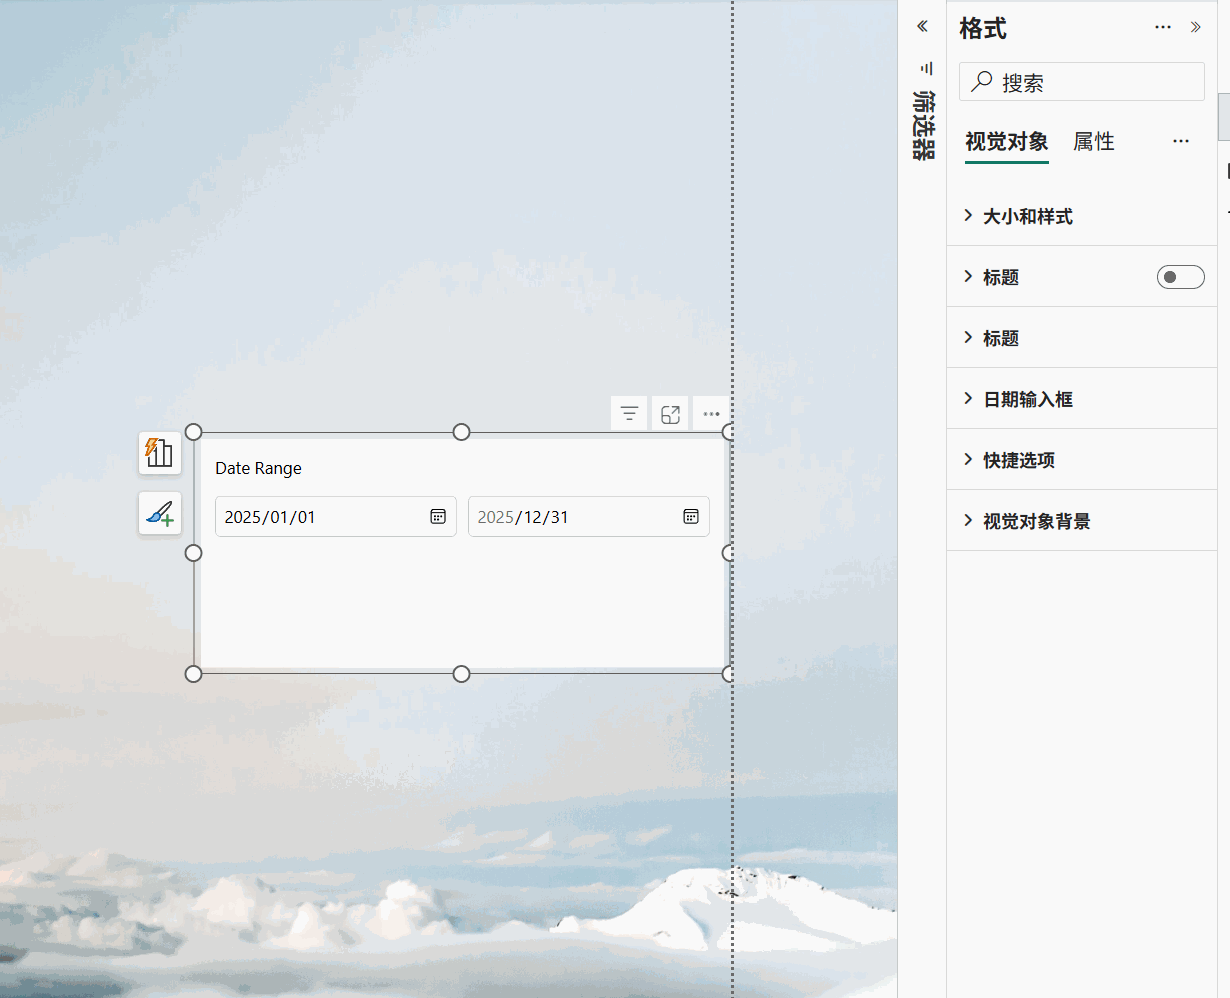 格式
搜索
视觉对象
属性
筛选器
大小和样式
标题
标题
日期输入框
快捷选项
视觉对象背景
Date Range
2025/01/01
2025/12/31